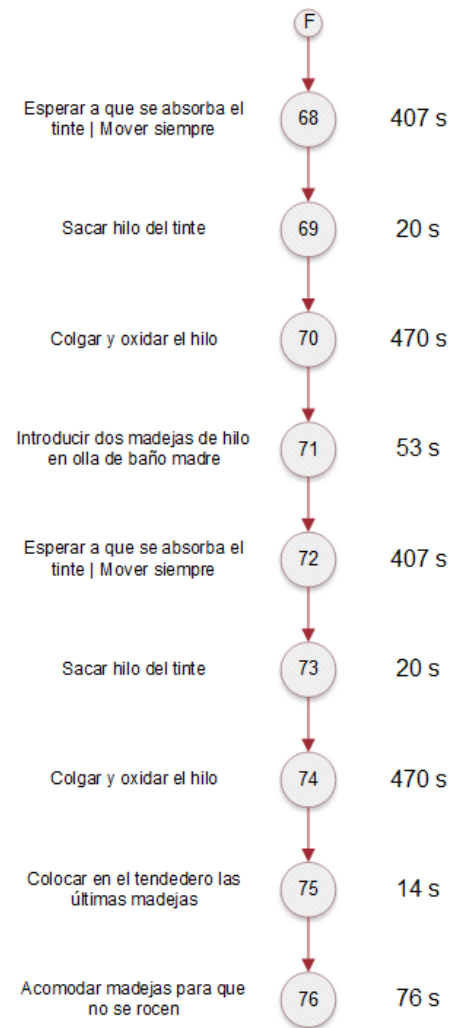 F
Esperar a que se absorba el
tinte | Mover siempre
68
407 s
Sacar hilo del tinte
69
20 s
Colgar y oxidar el hilo
70
470 s
Introducir dos madejas de hilo
en olla de baño madre
71
53 s
Esperar a que se absorba el
tinte | Mover siempre
72
407 s
Sacar hilo del tinte
73
20 s
Colgar y oxidar el hilo
74
470 s
Colocar en el tendedero las
últimas madejas
75
14 s
Acomodar madejas para que
no se rocen
76
76 s